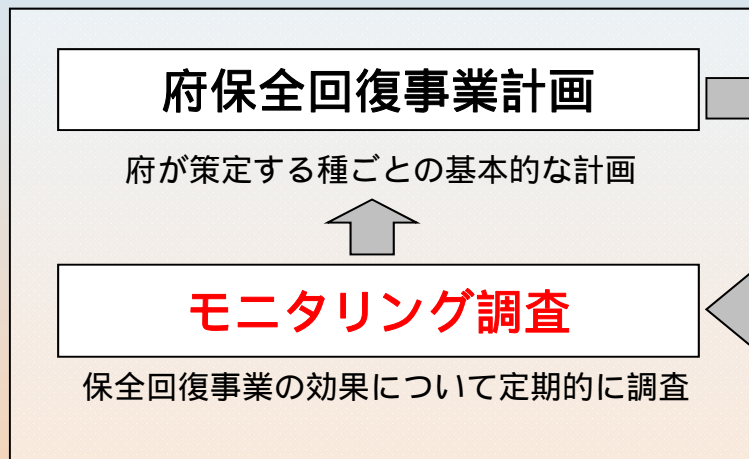 府保全回復事業計画
府が策定する種ごとの基本的な計画
モニタリング調査
保全回復事業の効果について定期的に調査